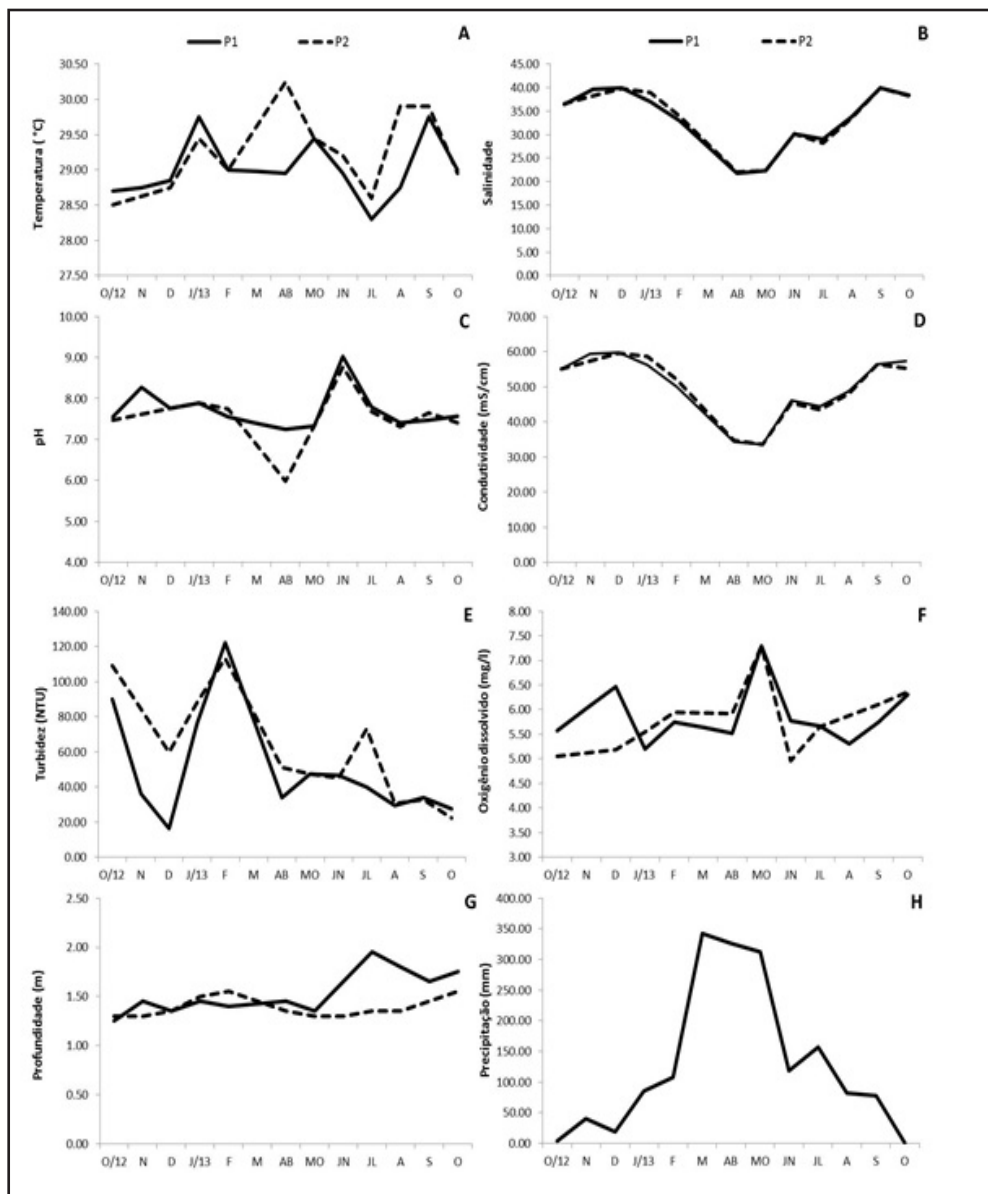 P1 P2 A
Temperatura ( °C)
30.50
30.00
29.50
29.00
28.50
28.00
27.50
O/12 N D J/13 F M AB MO JN JL A S O
P1 P2 B
Salinidade
45.00
40.00
35.00
30.00
25.00
20.00
15.00
10.00
5.00
0.00
O/12 N D J/13 F M AB MO JN JL A S O
C
pH
10.00
9.00
8.00
7.00
6.00
5.00
4.00
O/12 N D J/13 F M AB MO JN JL A S O
D
Condutividade (mS/cm)
70.00
60.00
50.00
40.00
30.00
20.00
10.00
0.00
O/12 N D J/13 F M AB MO JN JL A S O
E
Turbidez (NTU)
140.00
120.00
100.00
80.00
60.00
40.00
20.00
0.00
O/12 N D J/13 F M AB MO JN JL A S O
F
Oxigênio dissolvido (mg/l)
8.00
7.50
7.00
6.50
6.00
5.50
5.00
4.50
4.00
3.50
3.00
O/12 N D J/13 F M AB MO JN JL A S O
G
Profundidade (m)
2.50
2.00
1.50
1.00
0.50
0.00
O/12 N D J/13 F M AB MO JN JL A S O
H
Precipitação (mm)
400.00
350.00
300.00
250.00
200.00
150.00
100.00
50.00
0.00
O/12 N D J/13 F M AB MO JN JL A S O